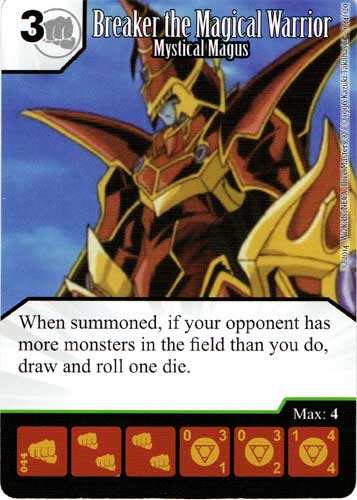 3
Breaker the Magical Warrior
Mystical Magus
When summoned, if your opponent has
more monsters in the field than you do,
draw and roll one die.
Max: 4
044
0 3
1
0 3
2
1 4
4